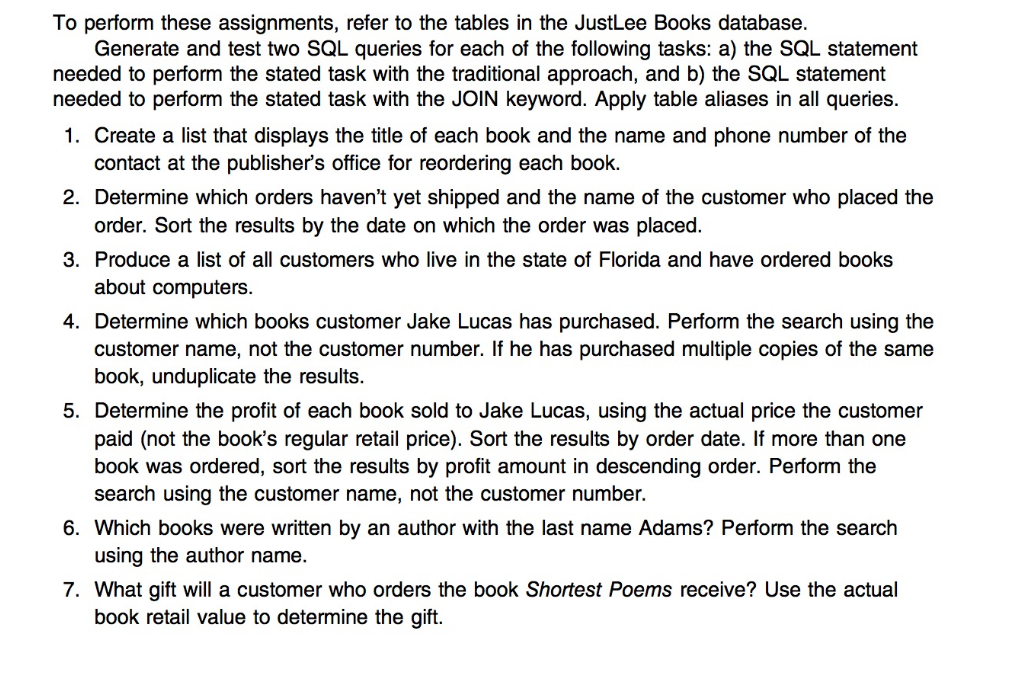 To perform these assignments, refer to the tables in the JustLee Books database.
Generate and test two SQL queries for each of the following tasks: a) the SQL statement
needed to perform the stated task with the traditional approach, and b) the SQL statement
needed to perform the stated task with the JOIN keyword. Apply table aliases in all queries.
1. Create a list that displays the title of each book and the name and phone number of the
contact at the publisher's office for reordering each book.
2. Determine which orders haven't yet shipped and the name of the customer who placed the
order. Sort the results by the date on which the order was placed.
3. Produce a list of all customers who live in the state of Florida and have ordered books
about computers.
4. Determine which books customer Jake Lucas has purchased. Perform the search using the
customer name, not the customer number. If he has purchased multiple copies of the same
book, unduplicate the results.
5. Determine the profit of each book sold to Jake Lucas, using the actual price the customer
paid (not the book's regular retail price). Sort the results by order date. If more than one
book was ordered, sort the results by profit amount in descending order. Perform the
search using the customer name, not the customer number.
6. Which books were written by an author with the last name Adams? Perform the search
using the author name.
7. What gift will a customer who orders the book Shortest Poems receive? Use the actual
book retail value to determine the gift.